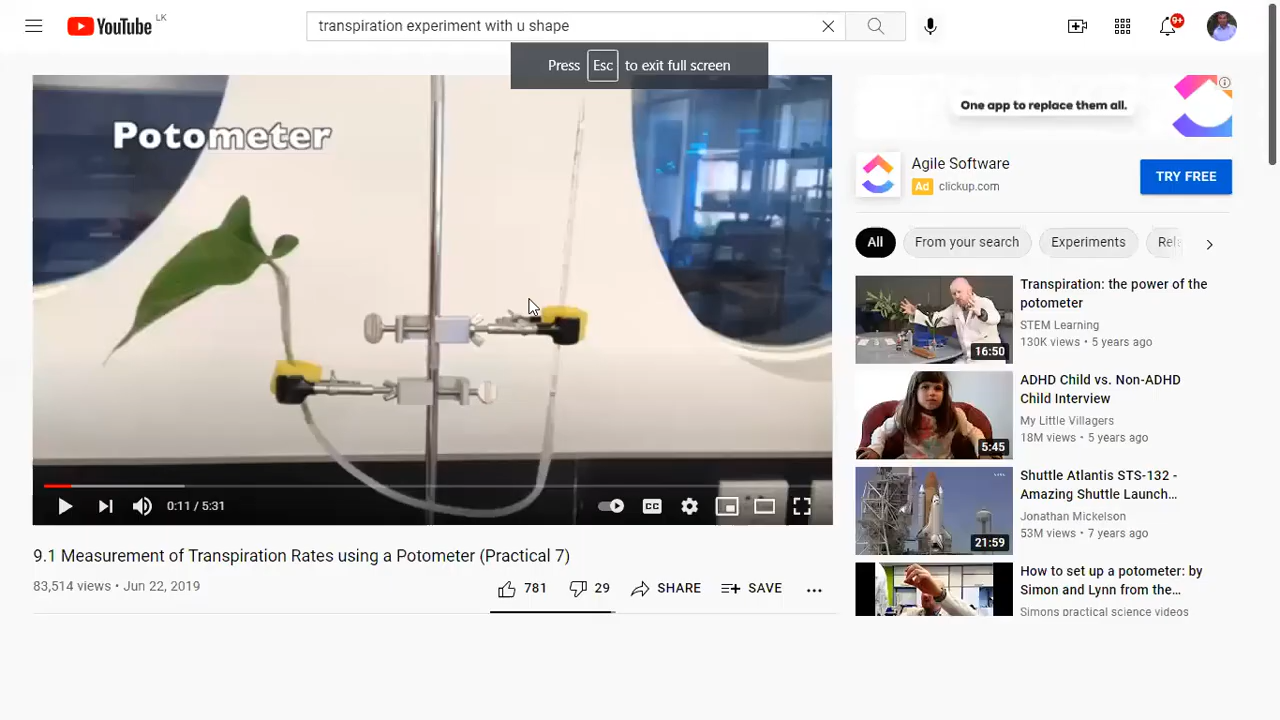 YouTube LK
transpiration experiment with u shape
9+
Press Esc to exit full screen
Potometer
0:11 / 5:31
CC
9.1 Measurement of Transpiration Rates using a Potometer (Practical 7)
83,514 views • Jun 22, 2019
781
29
SHARE
SAVE
One app to replace them all.
Agile Software
Ad clickup.com
TRY FREE
All
From your search
Experiments
Rel
Transpiration: the power of the
potometer
STEM Learning
130K views • 5 years ago
16:50
ADHD Child vs. Non-ADHD
Child Interview
My Little Villagers
18M views • 5 years ago
5:45
Shuttle Atlantis STS-132 -
Amazing Shuttle Launch...
Jonathan Mickelson
53M views • 7 years ago
21:59
How to set up a potometer: by
Simon and Lynn from the...
Simons practical science videos